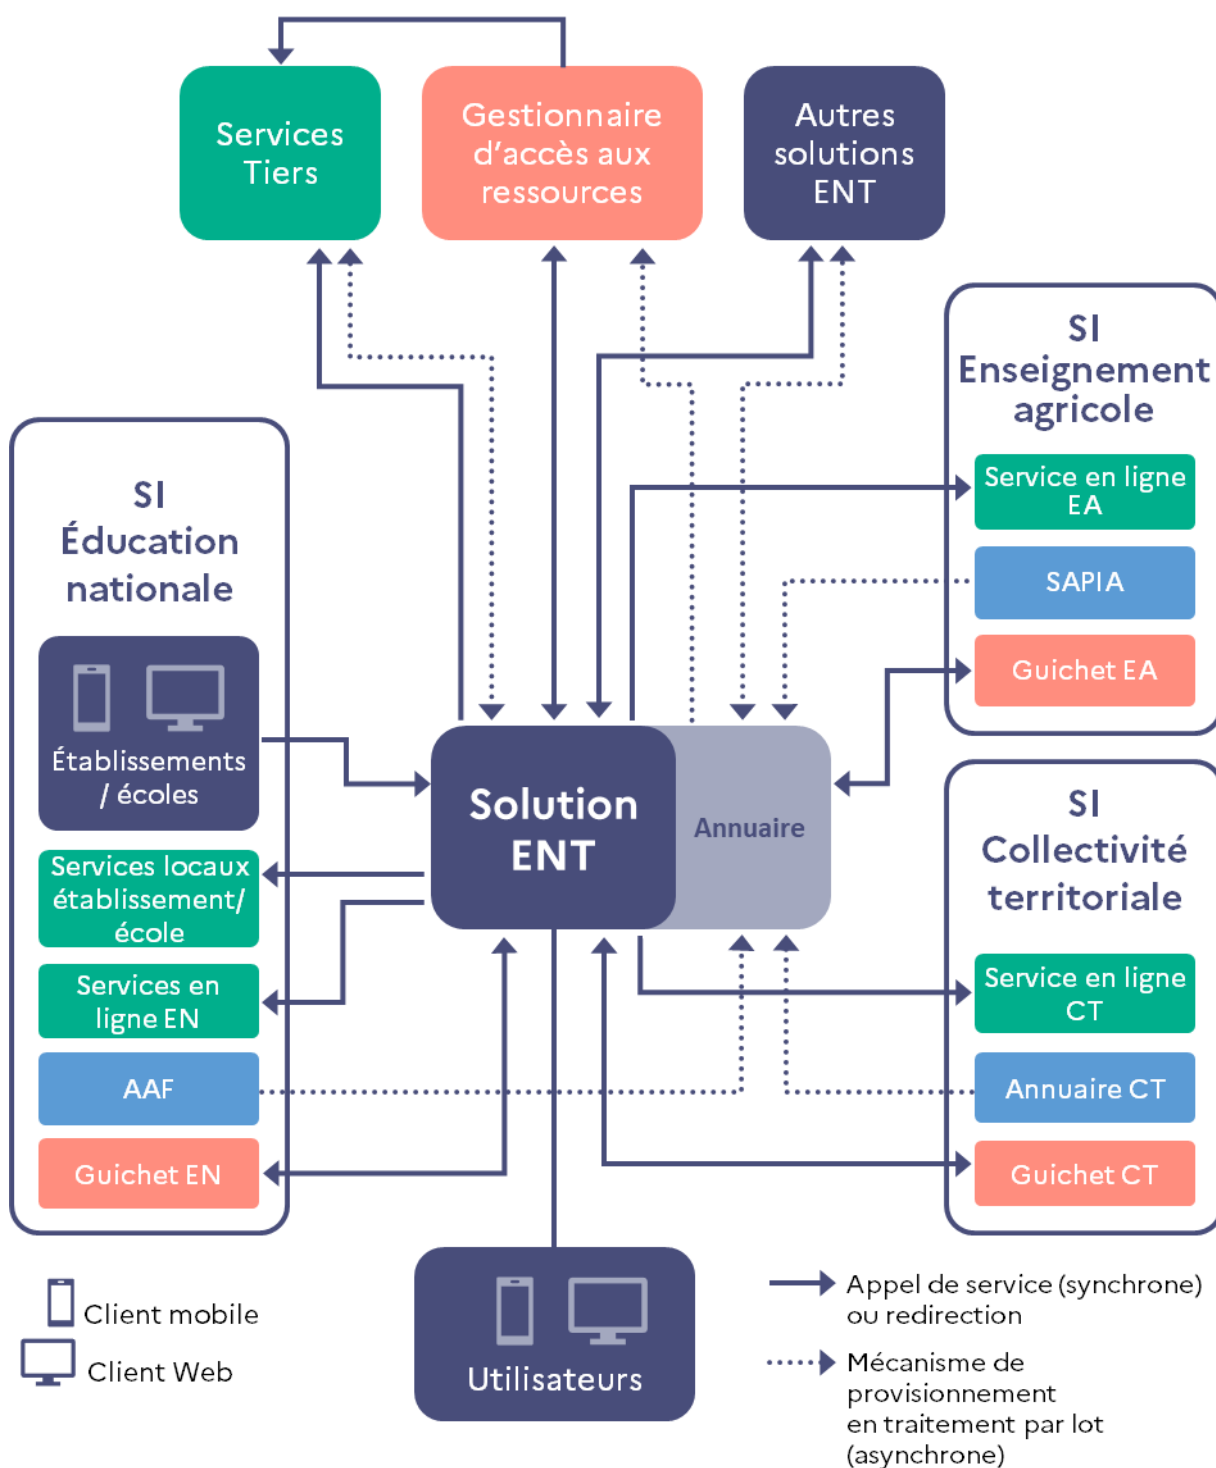 Services
Tiers
Gestionnaire
d'accès aux
ressources
Autres
solutions
ENT
SI
Enseignement
agricole
Service en ligne
EA
SAPIA
Guichet EA
SI
Éducation
nationale
Établissements
/ écoles
Services locaux
établissement/
école
Services en
ligne EN
AAF
Guichet EN
Solution
ENT
Annuaire
SI
Collectivité
territoriale
Service en ligne
CT
Annuaire CT
Guichet CT
Utilisateurs
Client mobile
Client Web
Appel de service (synchrone)
ou redirection
Mécanisme de
provisionnement
en traitement par lot
(asynchrone)